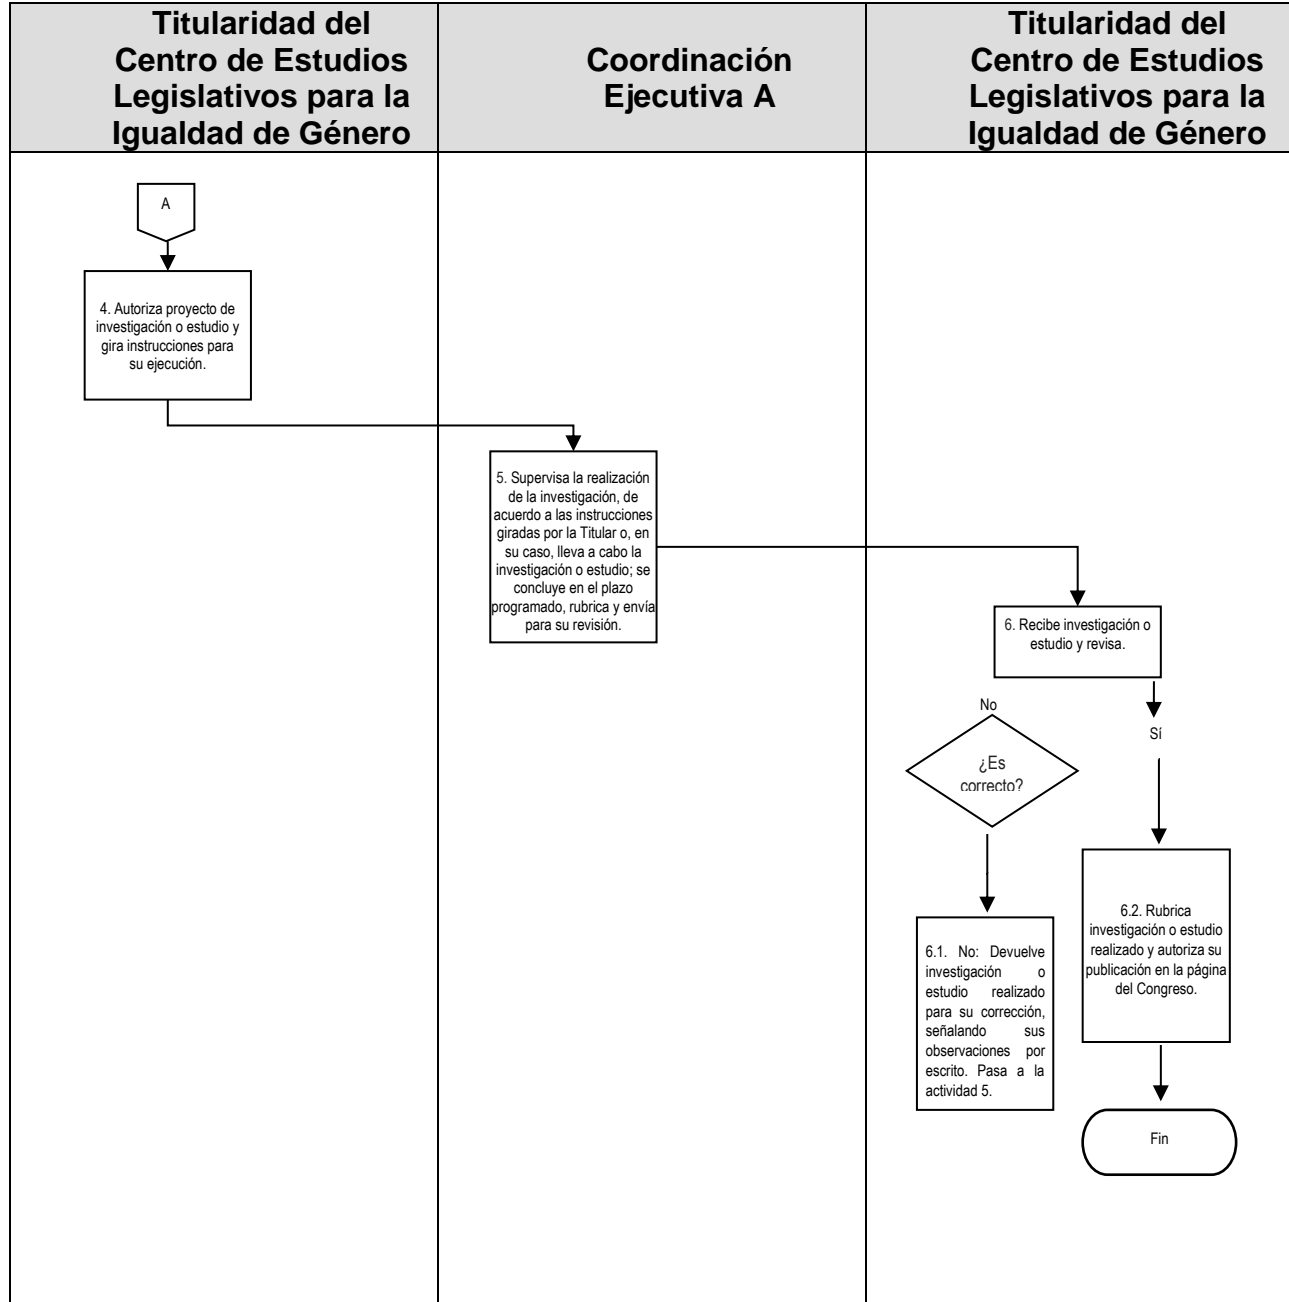 Titularidad del
Centro de Estudios
Legislativos para la
Igualdad de Género
Coordinación
Ejecutiva A
Titularidad del
Centro de Estudios
Legislativos para la
Igualdad de Género
A
4. Autoriza proyecto de
investigación o estudio y
gira instrucciones para
su ejecución.
5. Supervisa la realización
de la investigación, de
acuerdo a las instrucciones
giradas por la Titular o, en
su caso, lleva a cabo la
investigación o estudio; se
concluye en el plazo
programado, rubrica y envía
para su revisión.
6. Recibe investigación o
estudio y revisa.
No
Sí
¿Es
correcto?
6.1. No: Devuelve
investigación o
estudio realizado
para su corrección,
señalando sus
observaciones por
escrito. Pasa a la
actividad 5.
6.2. Rubrica
investigación o estudio
realizado y autoriza su
publicación en la página
del Congreso.
Fin